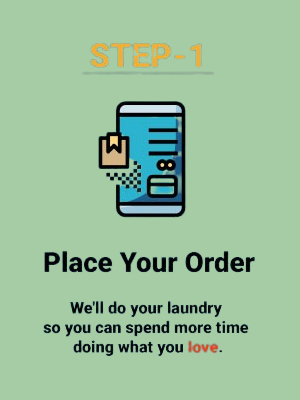 STEP-1
Place Your Order
We'll do your laundry
so you can spend more time
doing what you love.